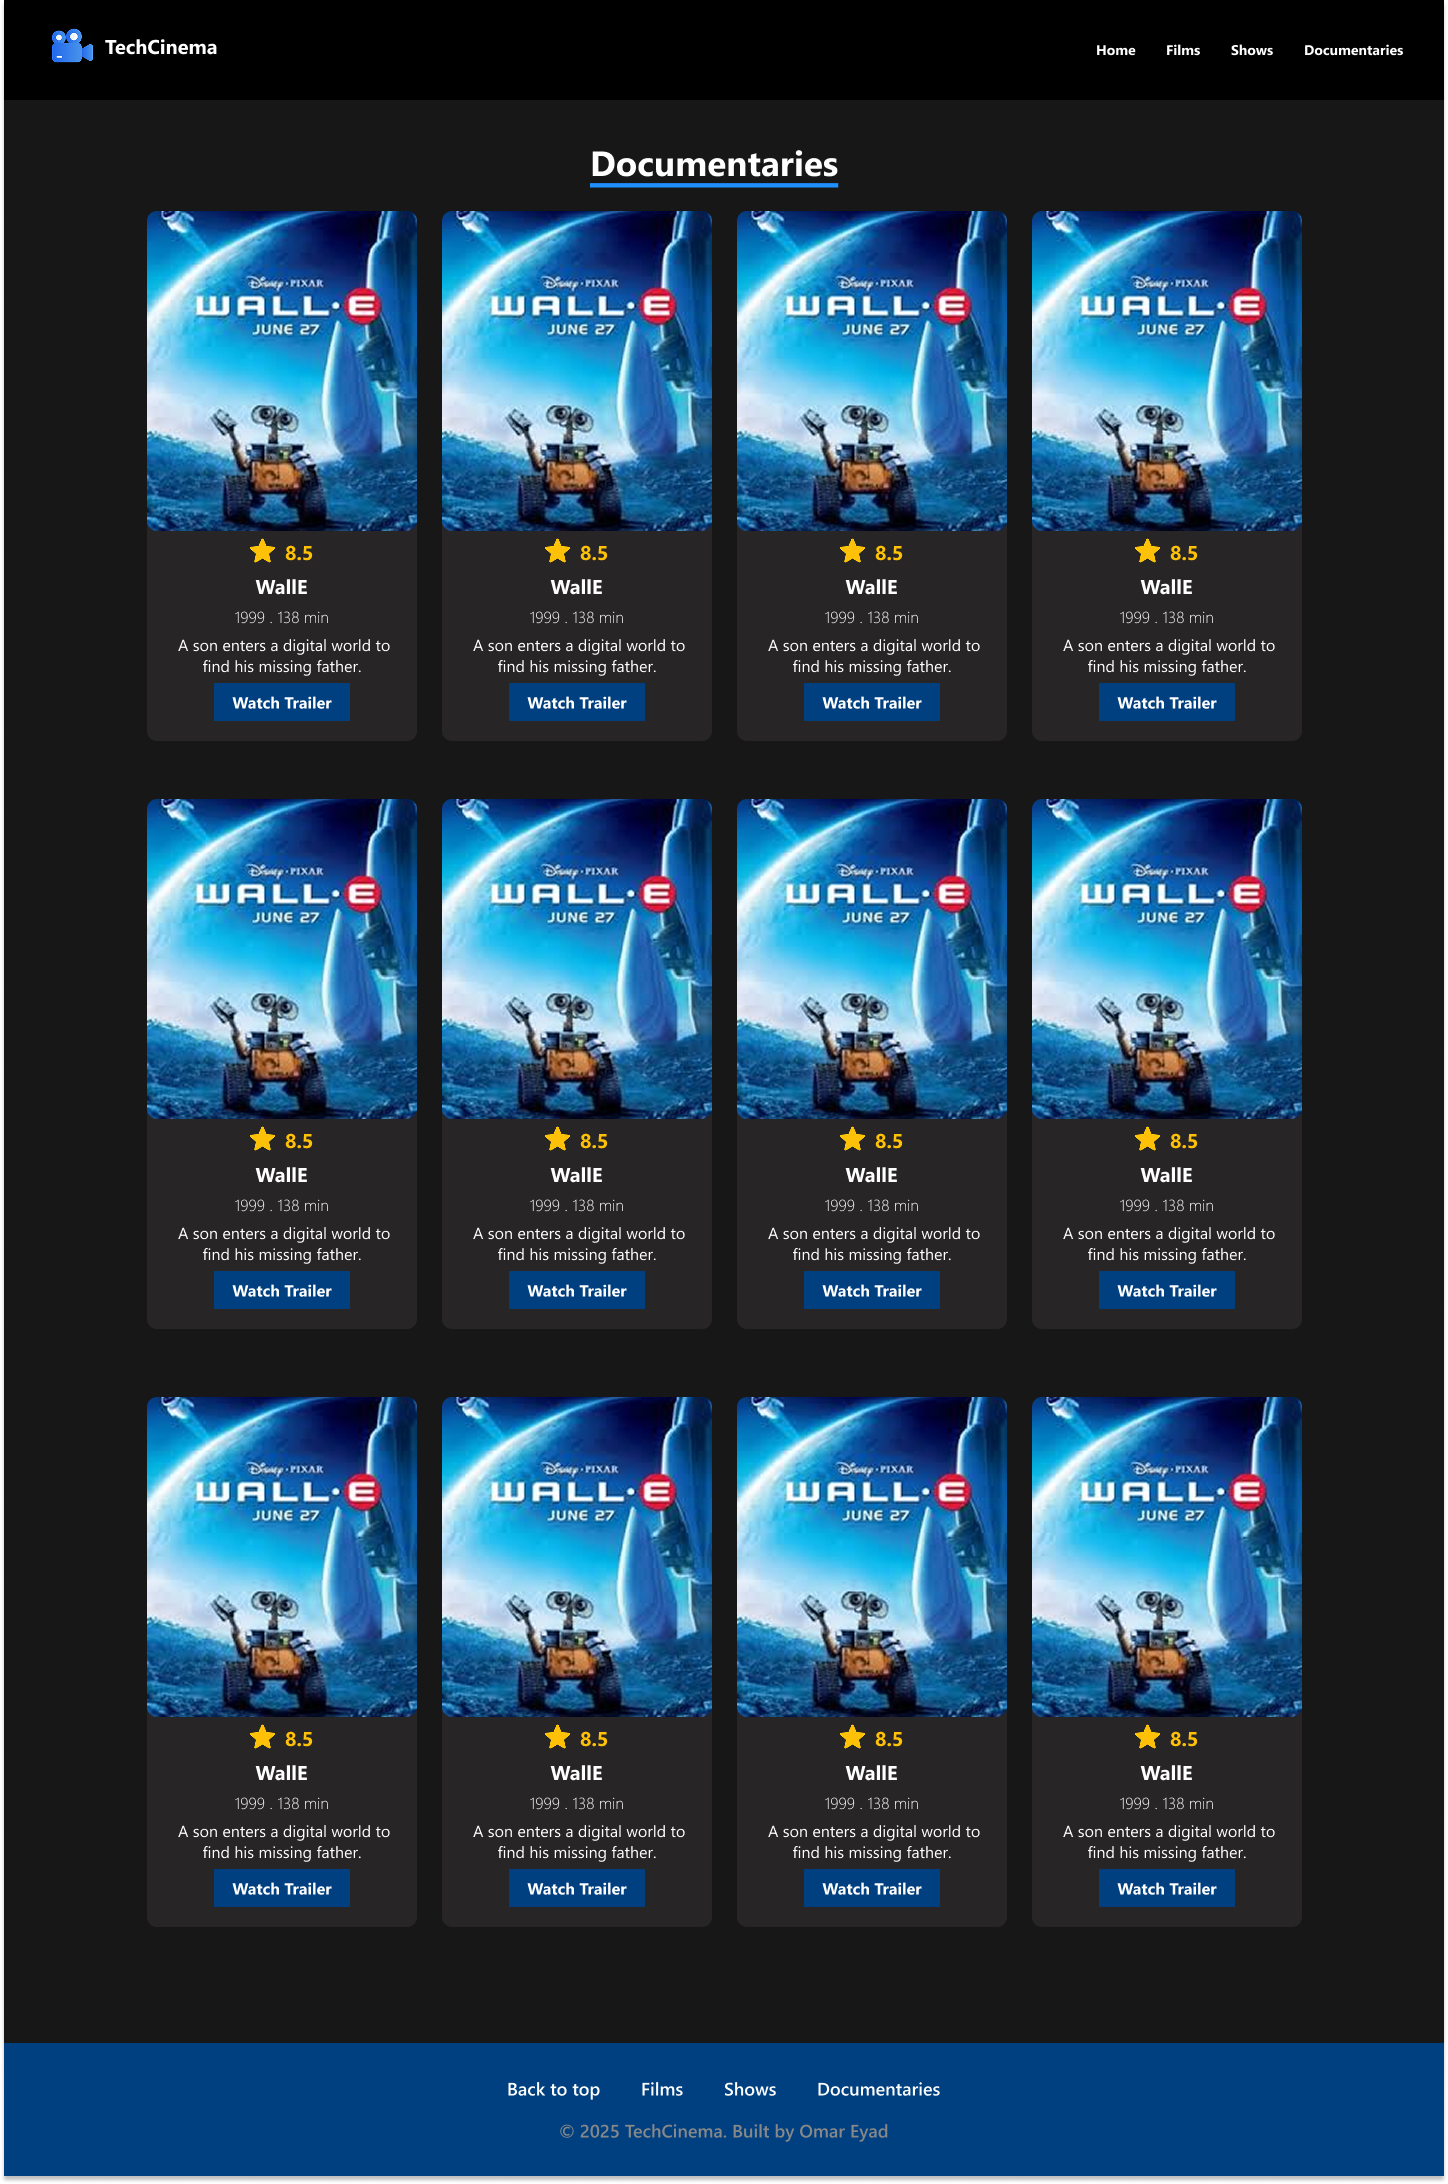 TechCinema
Home Films Shows Documentaries
Documentaries
Disney · PIXAR Disney · PIXAR Disney · PIXAR Disney · PIXAR
WALL·E WALL·E WALL·E WALL·E
JUNE 27 JUNE 27 JUNE 27 JUNE 27
8.5 8.5 8.5 8.5
WallE WallE WallE WallE
1999 . 138 min 1999 . 138 min 1999 . 138 min 1999 . 138 min
A son enters a digital world to A son enters a digital world to A son enters a digital world to A son enters a digital world to
find his missing father. find his missing father. find his missing father. find his missing father.
Watch Trailer Watch Trailer Watch Trailer Watch Trailer
Disney · PIXAR Disney · PIXAR Disney · PIXAR Disney · PIXAR
WALL·E WALL·E WALL·E WALL·E
JUNE 27 JUNE 27 JUNE 27 JUNE 27
8.5 8.5 8.5 8.5
WallE WallE WallE WallE
1999 . 138 min 1999 . 138 min 1999 . 138 min 1999 . 138 min
A son enters a digital world to A son enters a digital world to A son enters a digital world to A son enters a digital world to
find his missing father. find his missing father. find his missing father. find his missing father.
Watch Trailer Watch Trailer Watch Trailer Watch Trailer
Disney · PIXAR Disney · PIXAR Disney · PIXAR Disney · PIXAR
WALL·E WALL·E WALL·E WALL·E
JUNE 27 JUNE 27 JUNE 27 JUNE 27
8.5 8.5 8.5 8.5
WallE WallE WallE WallE
1999 . 138 min 1999 . 138 min 1999 . 138 min 1999 . 138 min
A son enters a digital world to A son enters a digital world to A son enters a digital world to A son enters a digital world to
find his missing father. find his missing father. find his missing father. find his missing father.
Watch Trailer Watch Trailer Watch Trailer Watch Trailer
Back to top Films Shows Documentaries
© 2025 TechCinema. Built by Omar Eyad